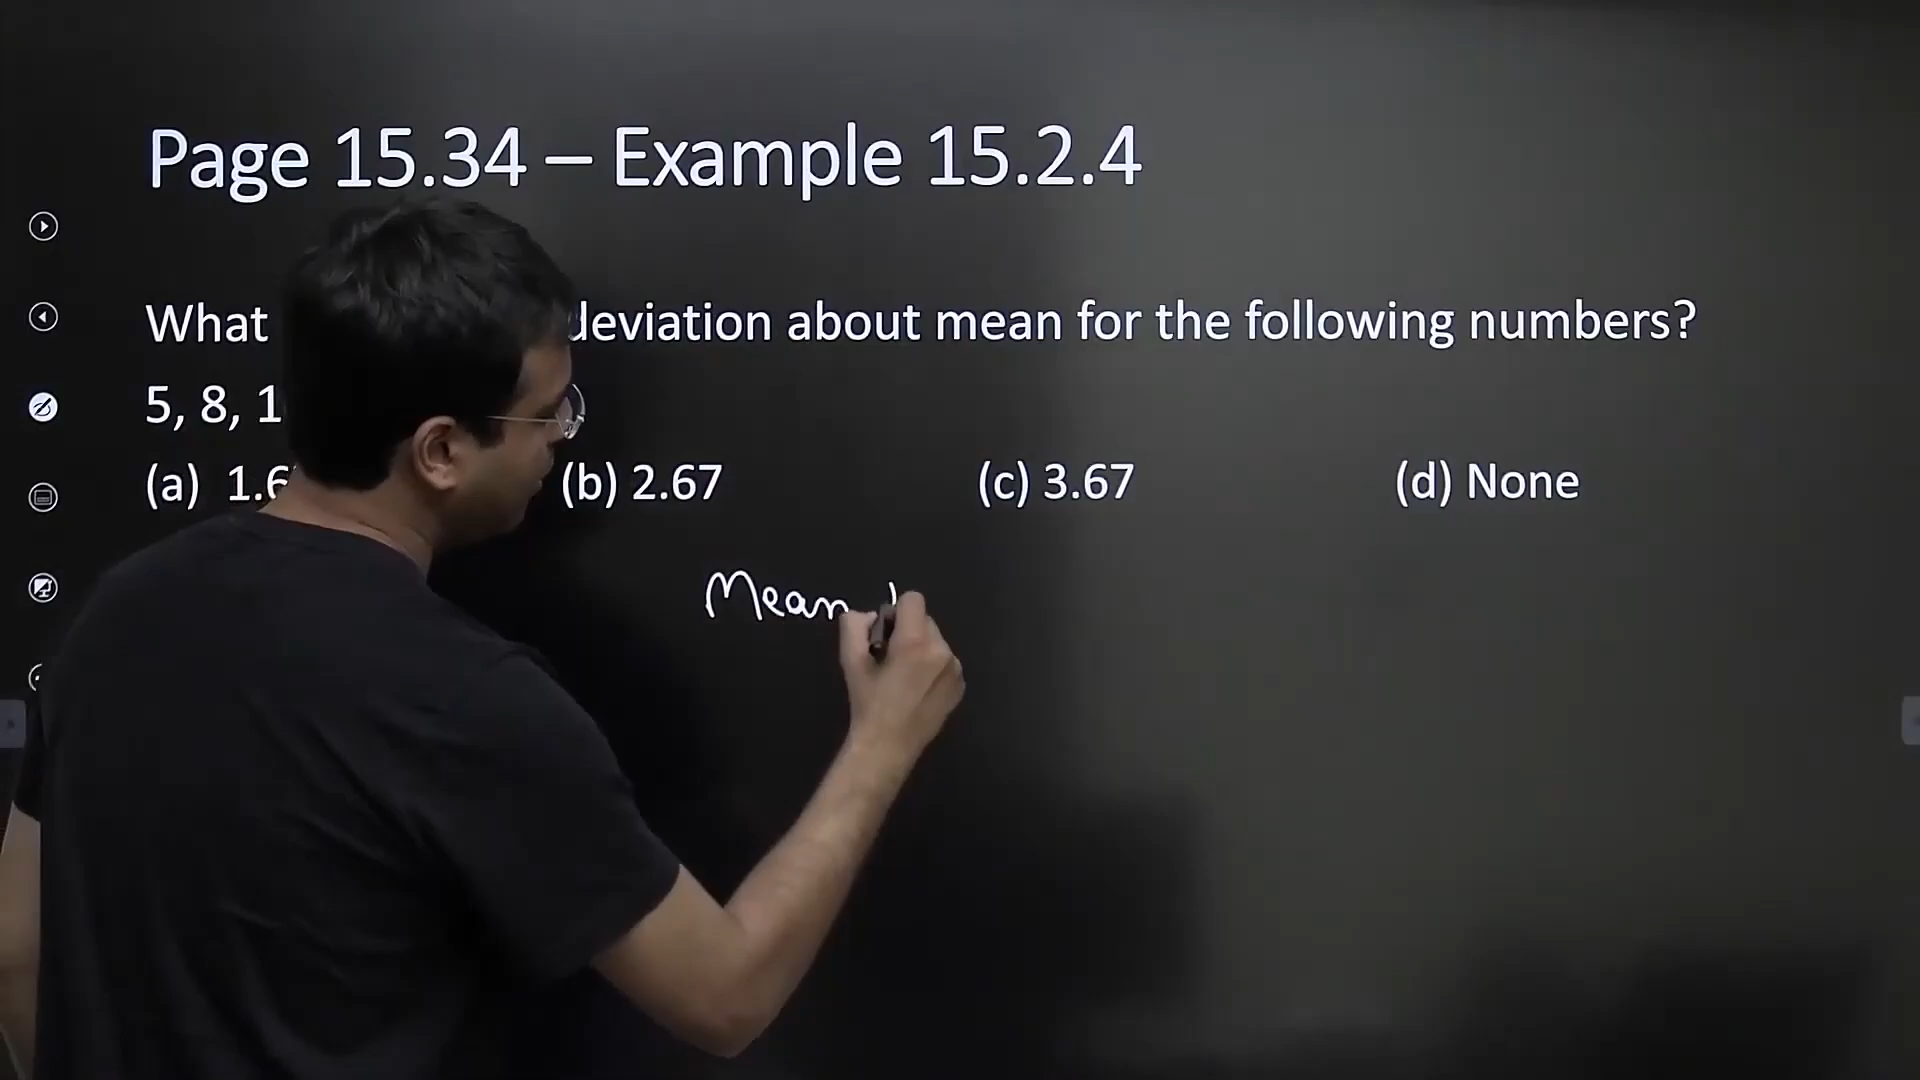 Page 15.34 – Example 15.2.4
What deviation about mean for the following numbers?
5, 8, 1
(a) 1.6 (b) 2.67 (c) 3.67 (d) None
Mean